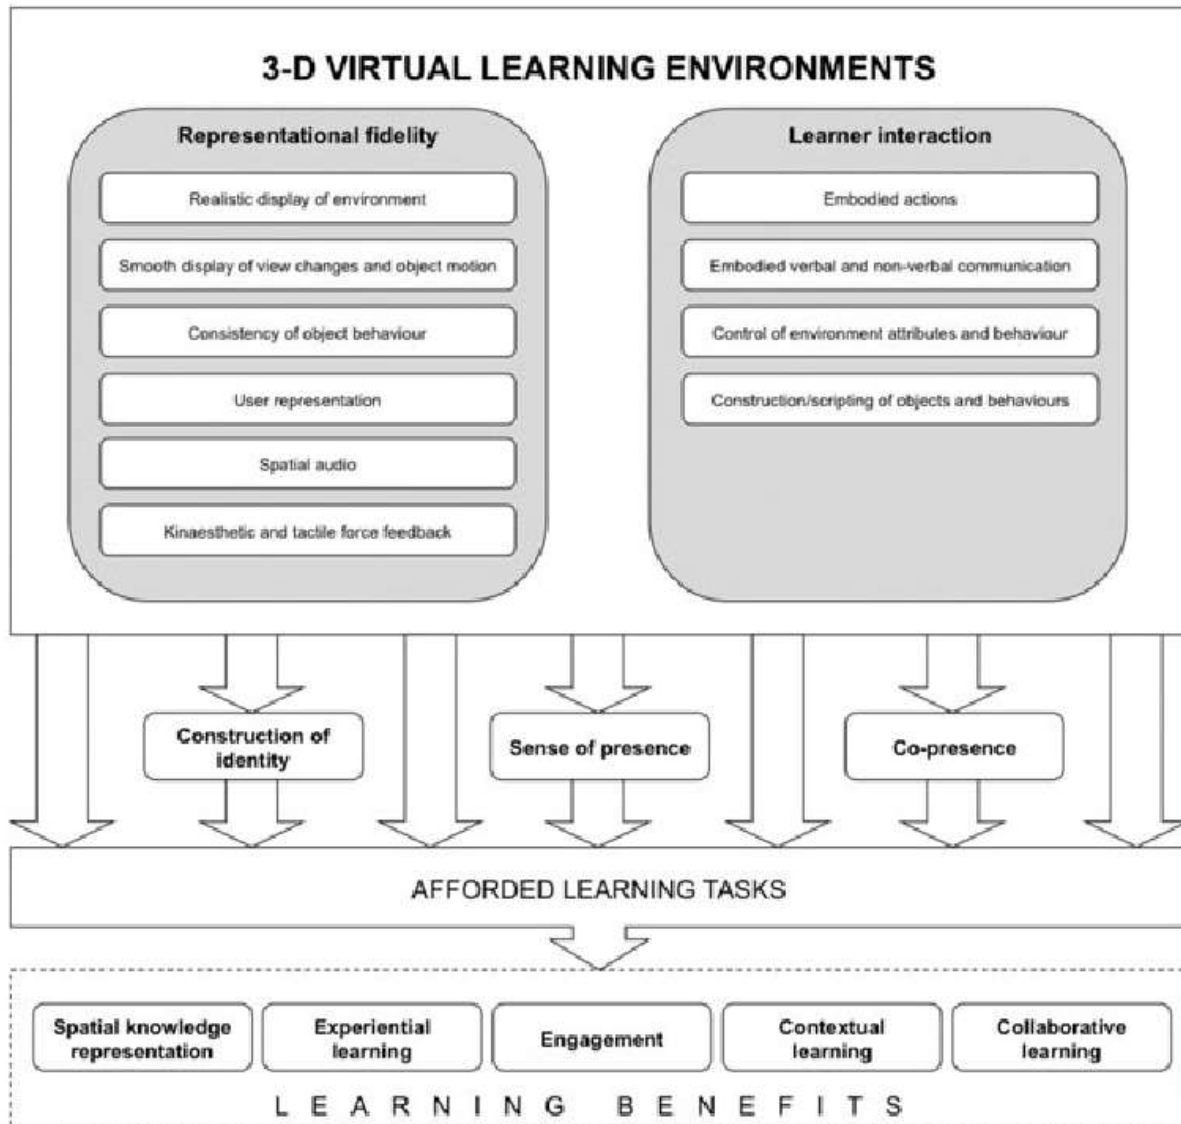 3-D VIRTUAL LEARNING ENVIRONMENTS
Representational fidelity
Realistic display of environment
Smooth display of view changes and object motion
Consistency of object behaviour
User representation
Spatial audio
Kinaesthetic and tactile force feedback
Learner interaction
Embodied actions
Embodied verbal and non-verbal communication
Control of environment attributes and behaviour
Construction/scripting of objects and behaviours
Construction of
identity
Sense of presence
Co-presence
AFFORDED LEARNING TASKS
Spatial knowledge
representation
Experiential
learning
Engagement
Contextual
learning
Collaborative
learning
LEARNING BENEFITS